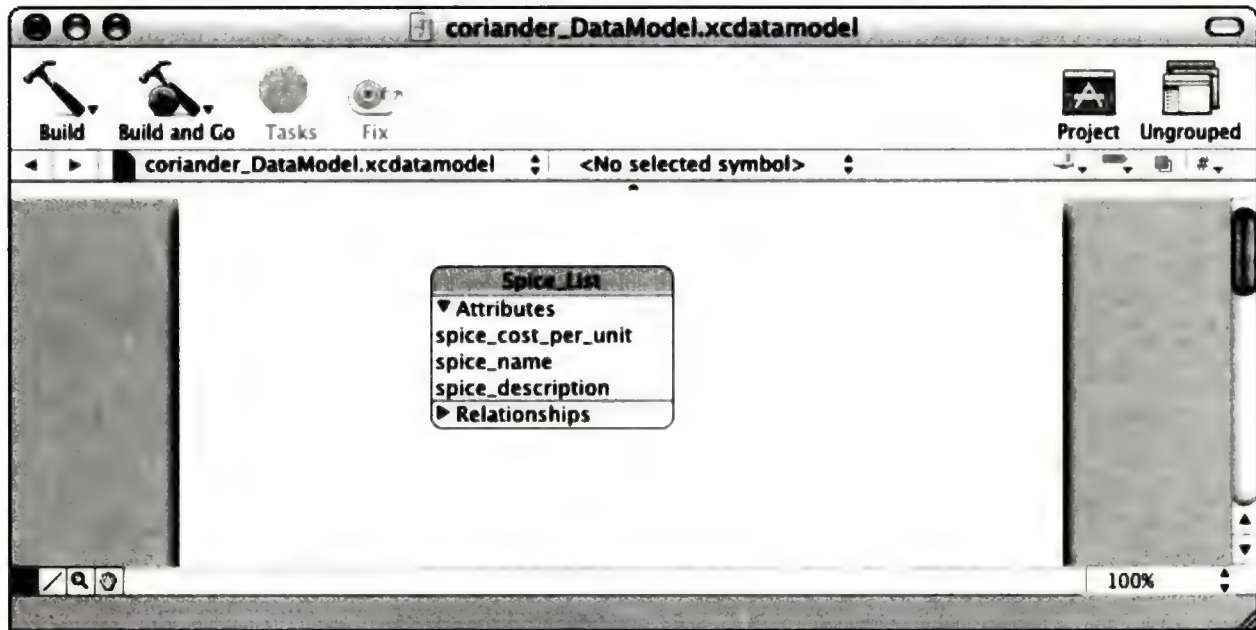 coriander_DataModel.xcdatamodel
Build Build and Go Tasks Fix Project Ungrouped
coriander_DataModel.xcdatamodel <No selected symbol> #
Spice_List
Attributes
spice_cost_per_unit
spice_name
spice_description
Relationships
100%